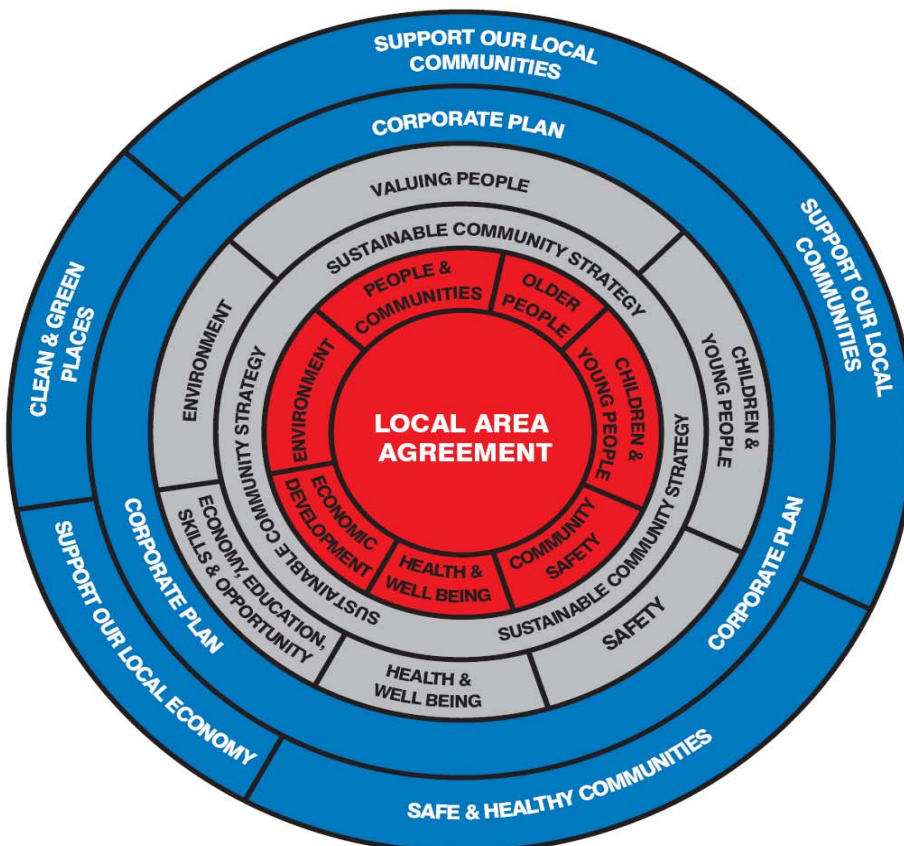 SUPPORT OUR LOCAL
COMMUNITIES
CORPORATE PLAN
VALUING PEOPLE
SUSTAINABLE COMMUNITY STRATEGY
PEOPLE &
COMMUNITIES
OLDER
PEOPLE
CHILDREN &
YOUNG PEOPLE
COMMUNITY
SAFETY
HEALTH &
WELL BEING
ECONOMIC
DEVELOPMENT
ENVIRONMENT
LOCAL AREA
AGREEMENT
SUSTAINABLE COMMUNITY STRATEGY
SUSTAINABLE COMMUNITY STRATEGY
CHILDREN &
YOUNG PEOPLE
SAFETY
HEALTH &
WELL BEING
ECONOMY, EDUCATION,
SKILLS & OPPORTUNITY
ENVIRONMENT
CORPORATE PLAN
CORPORATE PLAN
SUPPORT OUR LOCAL
COMMUNITIES
SAFE & HEALTHY COMMUNITIES
SUPPORT OUR LOCAL ECONOMY
CLEAN & GREEN
PLACES